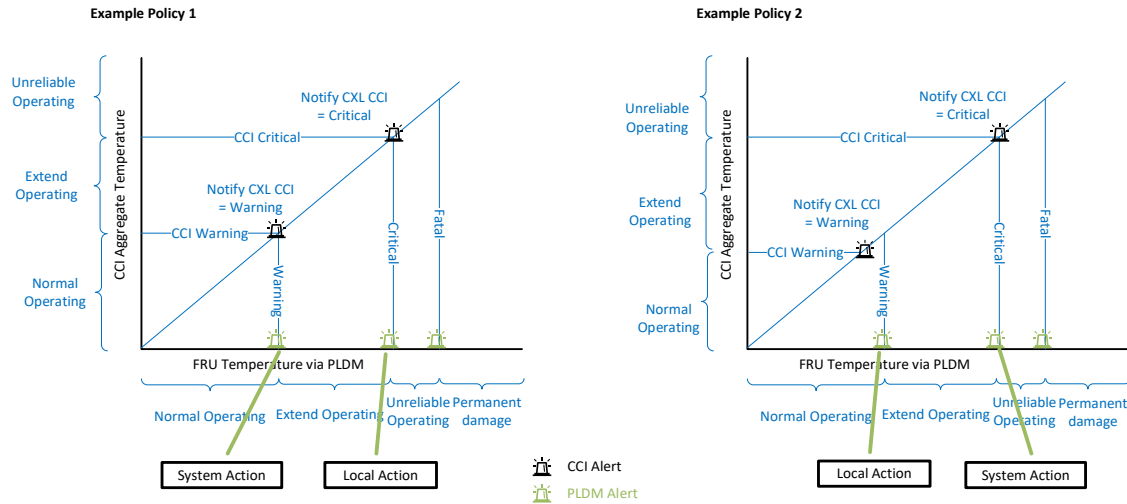 Example Policy 1
Unreliable
Operating
Extend
Operating
Normal
Operating
CCI Aggregate Temperature
Notify CXL CCI
= Critical
CCI Critical
Notify CXL CCI
= Warning
CCI Warning
Warning
Critical
Fatal
FRU Temperature via PLDM
Normal Operating
Extend Operating
Unreliable
Operating
Permanent
damage
System Action
Local Action
Example Policy 2
Unreliable
Operating
Extend
Operating
Normal
Operating
CCI Aggregate Temperature
Notify CXL CCI
= Critical
CCI Critical
Notify CXL CCI
= Warning
CCI Warning
Warning
Critical
Fatal
FRU Temperature via PLDM
Normal Operating
Extend Operating
Unreliable
Operating
Permanent
damage
Local Action
System Action
CCI Alert
PLDM Alert